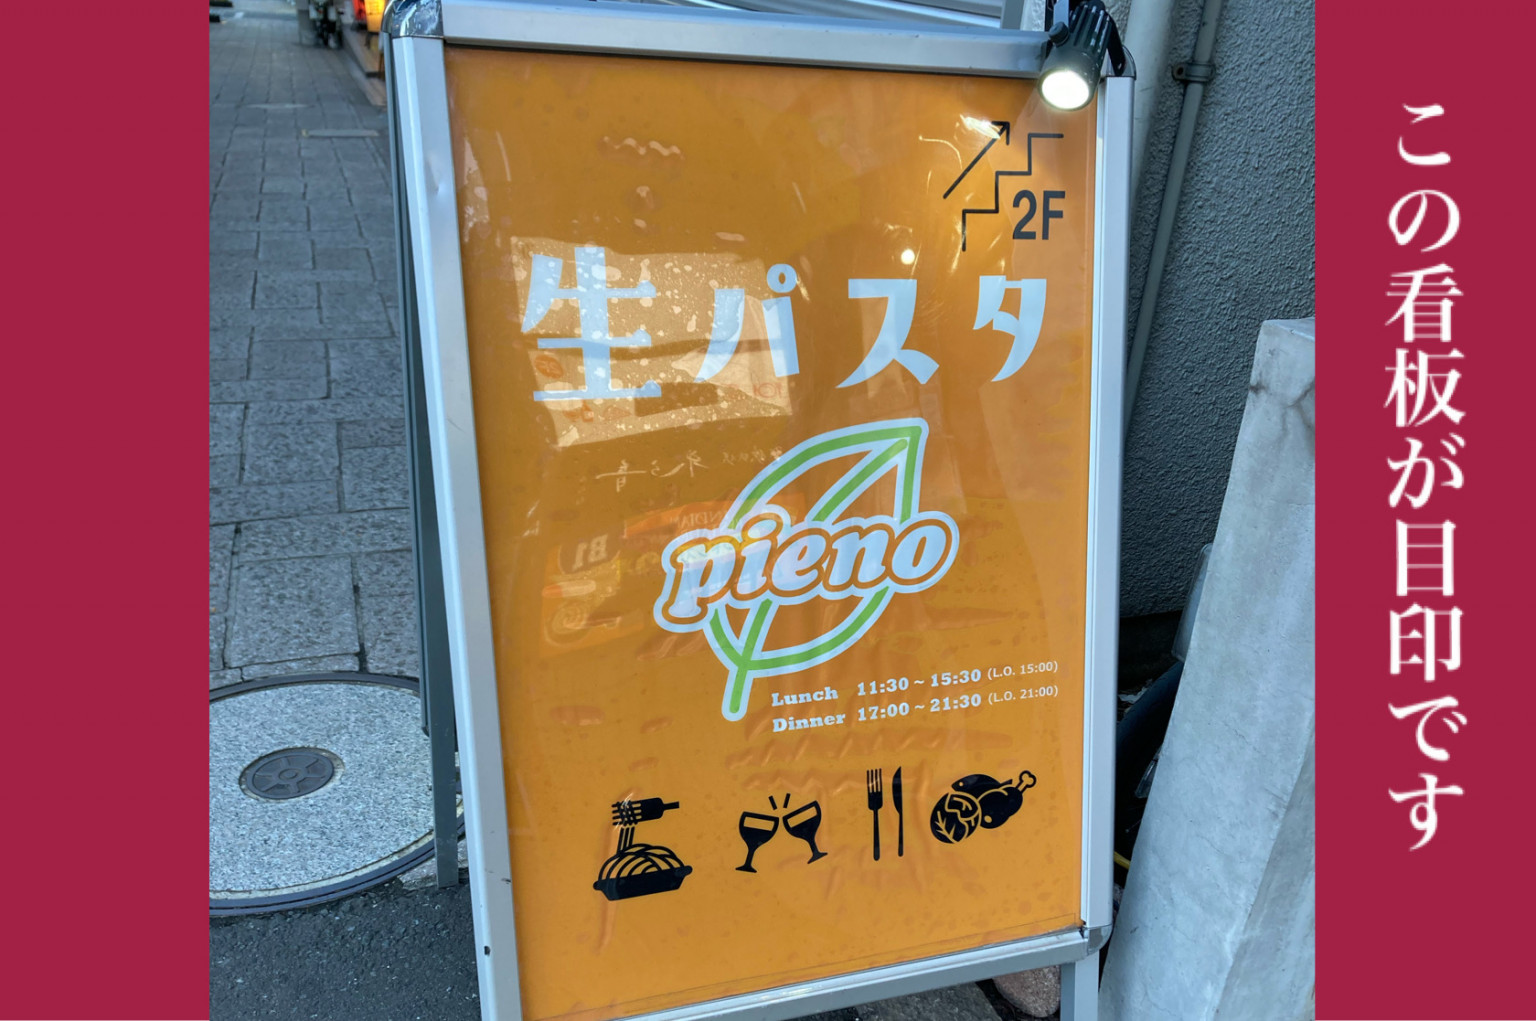 2F
生パスタ
pieno
Lunch 11:30～15:30 (L.O. 15:00)
Dinner 17:00～21:30 (L.O. 21:00)
この看板が目印です